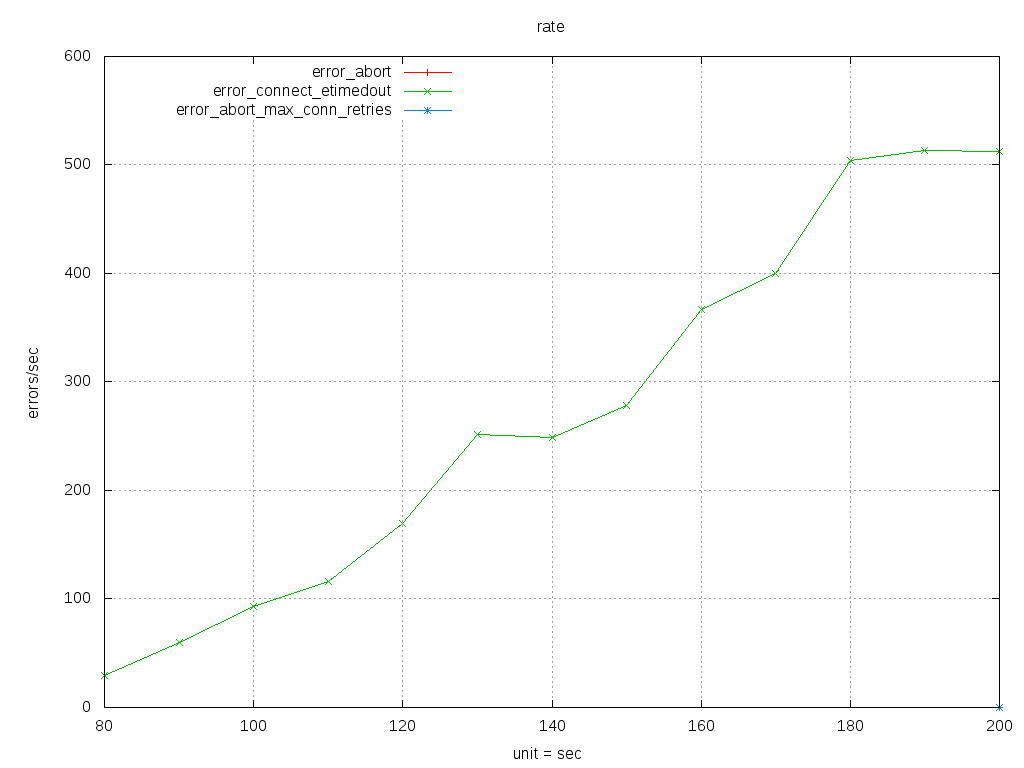 rate
600
error_abort
error_connect_etimedout
error_abort_max_conn_retries
500
400
300
errors/sec
200
100
0
80 100 120 140 160 180 200
unit = sec